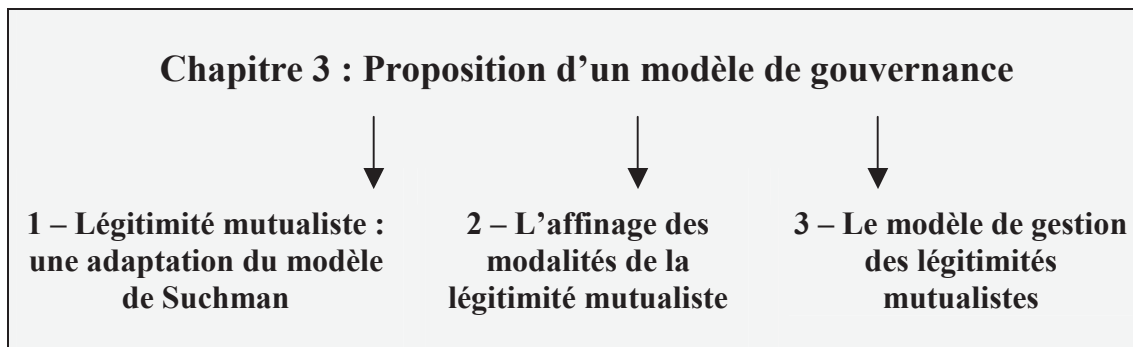 Chapitre 3 : Proposition d’un modèle de gouvernance
1 – Légitimité mutualiste :
une adaptation du modèle
de Suchman
2 – L’affinage des
modalités de la
légitimité mutualiste
3 – Le modèle de gestion
des légitimités
mutualistes